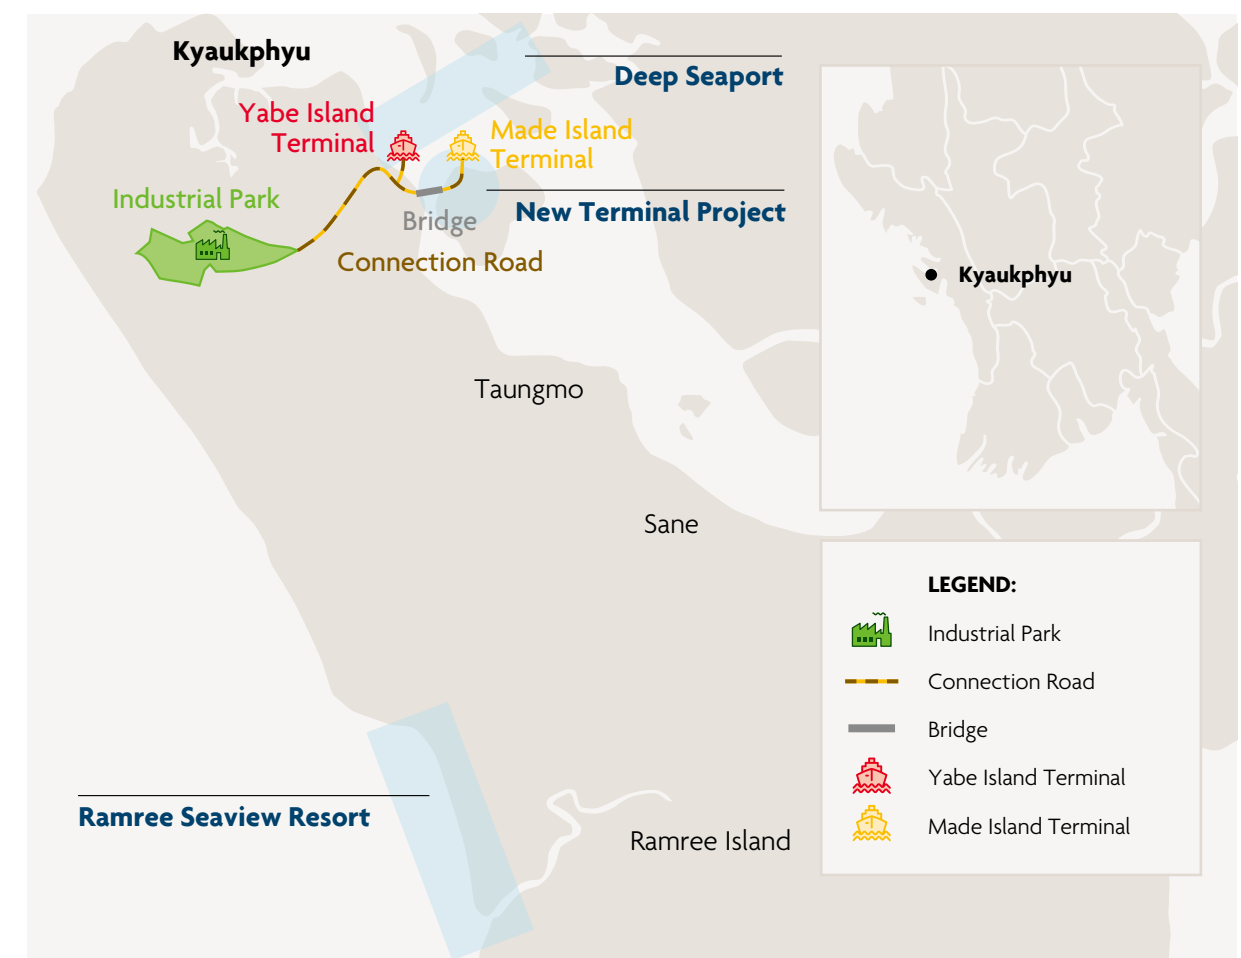 Kyaukphyu
Deep Seaport
Yabe Island
Terminal
Made Island
Terminal
Industrial Park
New Terminal Project
Bridge
Connection Road
Kyaukphyu
Taungmo
Sane
LEGEND:
Industrial Park
Connection Road
Bridge
Yabe Island Terminal
Made Island Terminal
Ramree Seaview Resort
Ramree Island